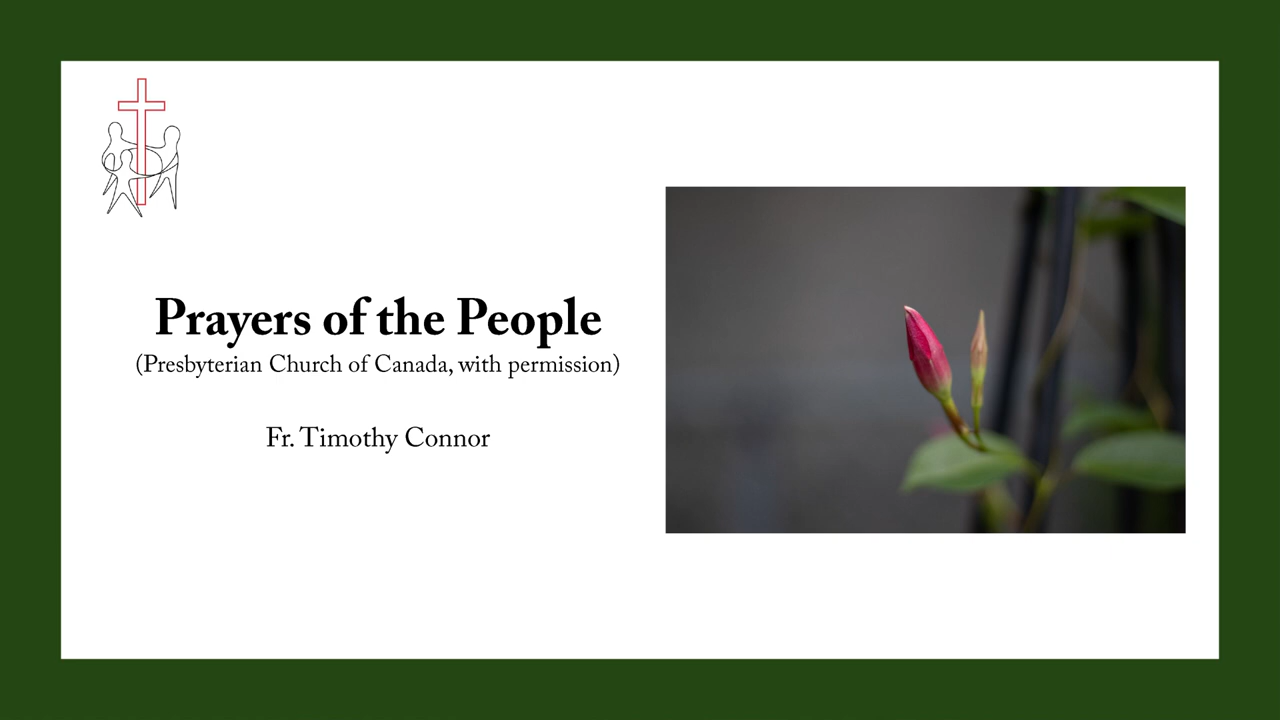 Prayers of the People
(Presbyterian Church of Canada, with permission)
Fr. Timothy Connor